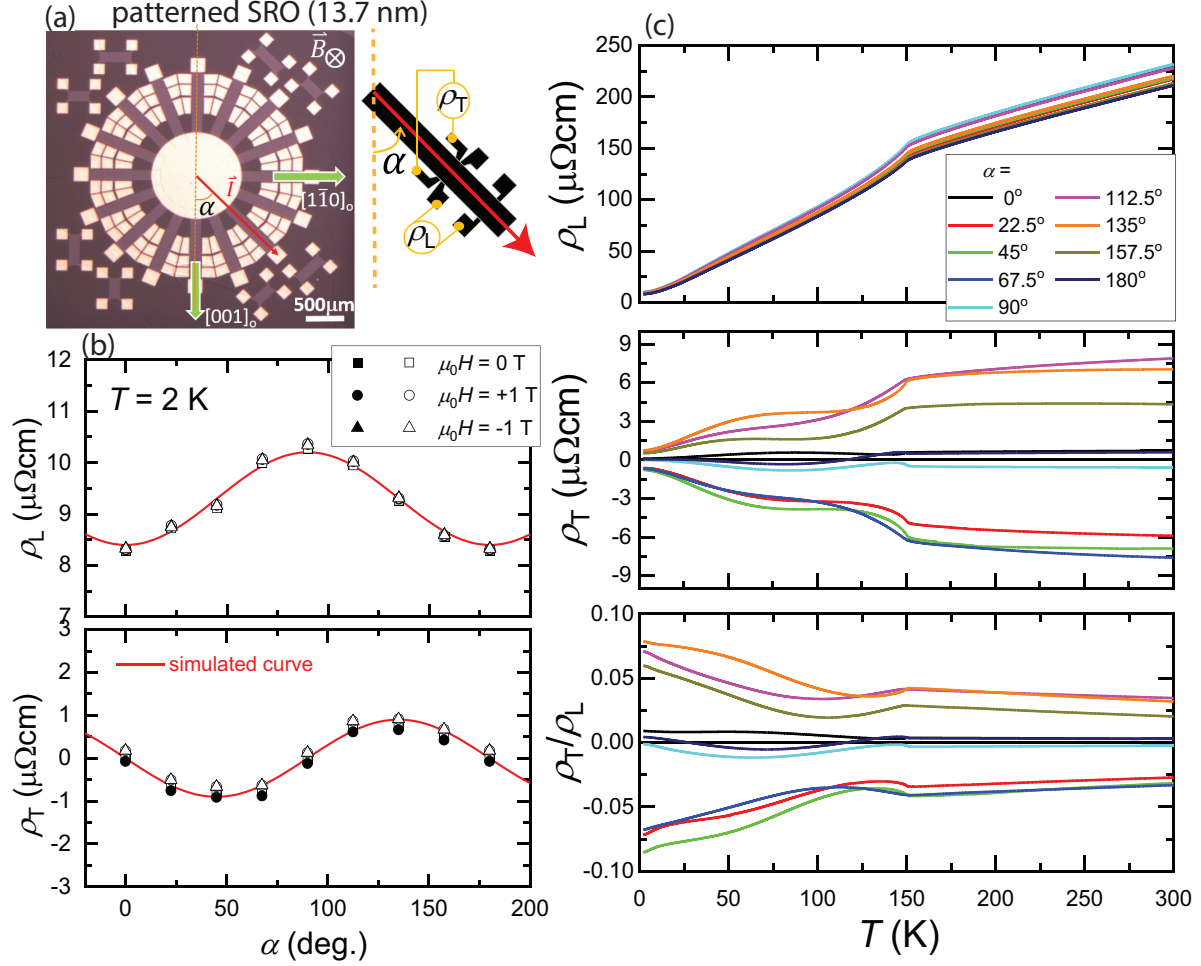 (a) patterned SRO (13.7 nm)
B⃗ ⊗
[11̄0]ₒ
I⃗
α
[001]ₒ
500μm
α
ρT
ρL
(b)
12
11
10
9
8
7
ρL (μΩcm)
T = 2 K
μ0H = 0 T
μ0H = +1 T
μ0H = -1 T
3
2
1
0
-1
-2
-3
ρT (μΩcm)
simulated curve
0 50 100 150 200
α (deg.)
(c)
250
200
150
100
50
0
ρL (μΩcm)
α =
0° 112.5°
22.5° 135°
45° 157.5°
67.5° 180°
90°
9
6
3
0
-3
-6
-9
ρT (μΩcm)
0.10
0.05
0.00
-0.05
-0.10
ρT/ρL
0 50 100 150 200 250 300
T (K)